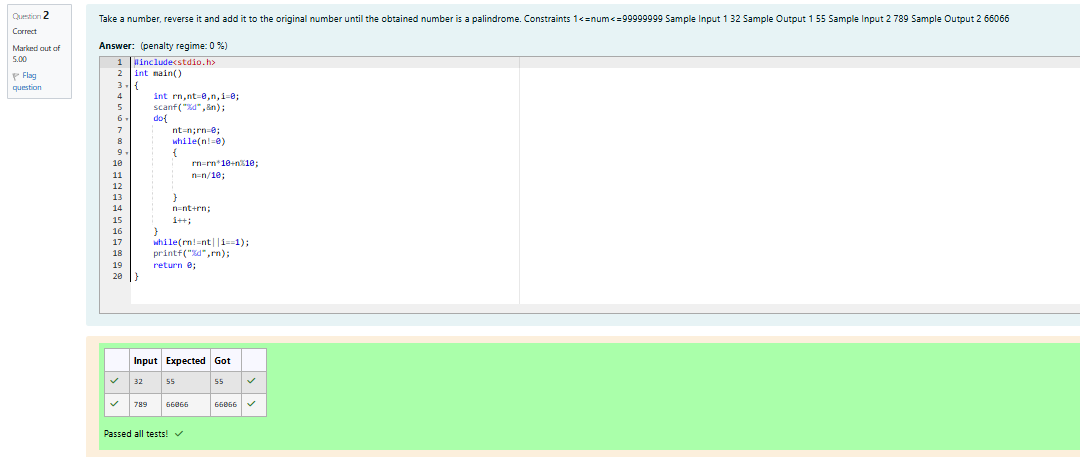 Question 2
Correct
Marked out of
5.00
Flag
question
Take a number, reverse it and add it to the original number until the obtained number is a palindrome. Constraints 1<=num<=99999999 Sample Input 1 32 Sample Output 1 55 Sample Input 2 789 Sample Output 2 66066
Answer: (penalty regime: 0 %)
1 #include<stdio.h>
2 int main()
3 {
4 int rn,nt=0,n,i=0;
5 scanf("%d",&n);
6 do{
7 nt=n;rn=0;
8 while(n!=0)
9 {
10 rn=rn*10+n%10;
11 n=n/10;
12
13 }
14 n=nt+rn;
15 i++;
16 }
17 while(rn!=nt||i==1);
18 printf("%d",rn);
19 return 0;
20 }
Input Expected Got
32 55 55
789 66066 66066
Passed all tests!